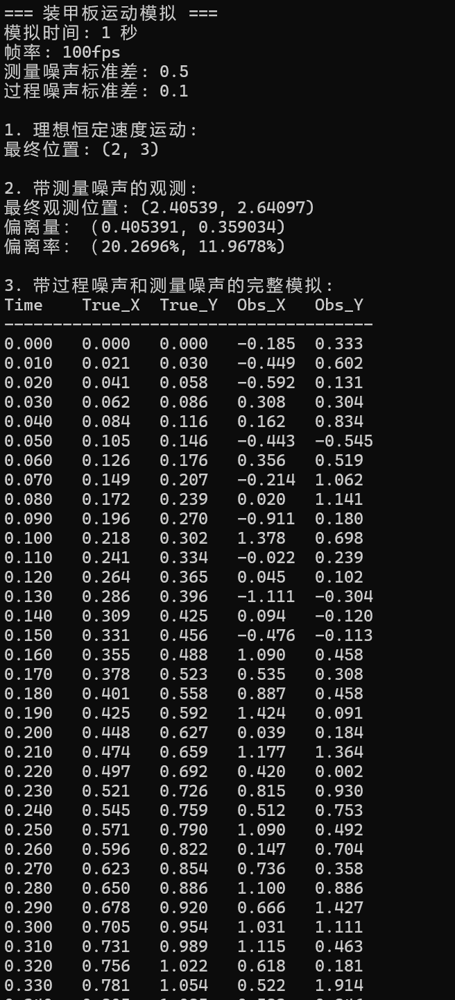 === 装甲板运动模拟 ===
模拟时间: 1 秒
帧率: 100fps
测量噪声标准差: 0.5
过程噪声标准差: 0.1
1. 理想恒定速度运动:
最终位置: (2, 3)
2. 带测量噪声的观测:
最终观测位置: (2.40539, 2.64097)
偏离量: (0.405391, 0.359034)
偏离率: (20.2696%, 11.9678%)
3. 带过程噪声和测量噪声的完整模拟:
Time True_X True_Y Obs_X Obs_Y
--------------------------------------
0.000 0.000 0.000 -0.185 0.333
0.010 0.021 0.030 -0.449 0.602
0.020 0.041 0.058 -0.592 0.131
0.030 0.062 0.086 0.308 0.304
0.040 0.084 0.116 0.162 0.834
0.050 0.105 0.146 -0.443 -0.545
0.060 0.126 0.176 0.356 0.519
0.070 0.149 0.207 -0.214 1.062
0.080 0.172 0.239 0.020 1.141
0.090 0.196 0.270 -0.911 0.180
0.100 0.218 0.302 1.378 0.698
0.110 0.241 0.334 -0.022 0.239
0.120 0.264 0.365 0.045 0.102
0.130 0.286 0.396 -1.111 -0.304
0.140 0.309 0.425 0.094 -0.120
0.150 0.331 0.456 -0.476 -0.113
0.160 0.355 0.488 1.090 0.458
0.170 0.378 0.523 0.535 0.308
0.180 0.401 0.558 0.887 0.458
0.190 0.425 0.592 1.424 0.091
0.200 0.448 0.627 0.039 0.184
0.210 0.474 0.659 1.177 1.364
0.220 0.497 0.692 0.420 0.002
0.230 0.521 0.726 0.815 0.930
0.240 0.545 0.759 0.512 0.753
0.250 0.571 0.790 1.090 0.492
0.260 0.596 0.822 0.147 0.704
0.270 0.623 0.854 0.736 0.358
0.280 0.650 0.886 1.100 0.886
0.290 0.678 0.920 0.666 1.427
0.300 0.705 0.954 1.031 1.111
0.310 0.731 0.989 1.115 0.463
0.320 0.756 1.022 0.618 0.181
0.330 0.781 1.054 0.522 1.914